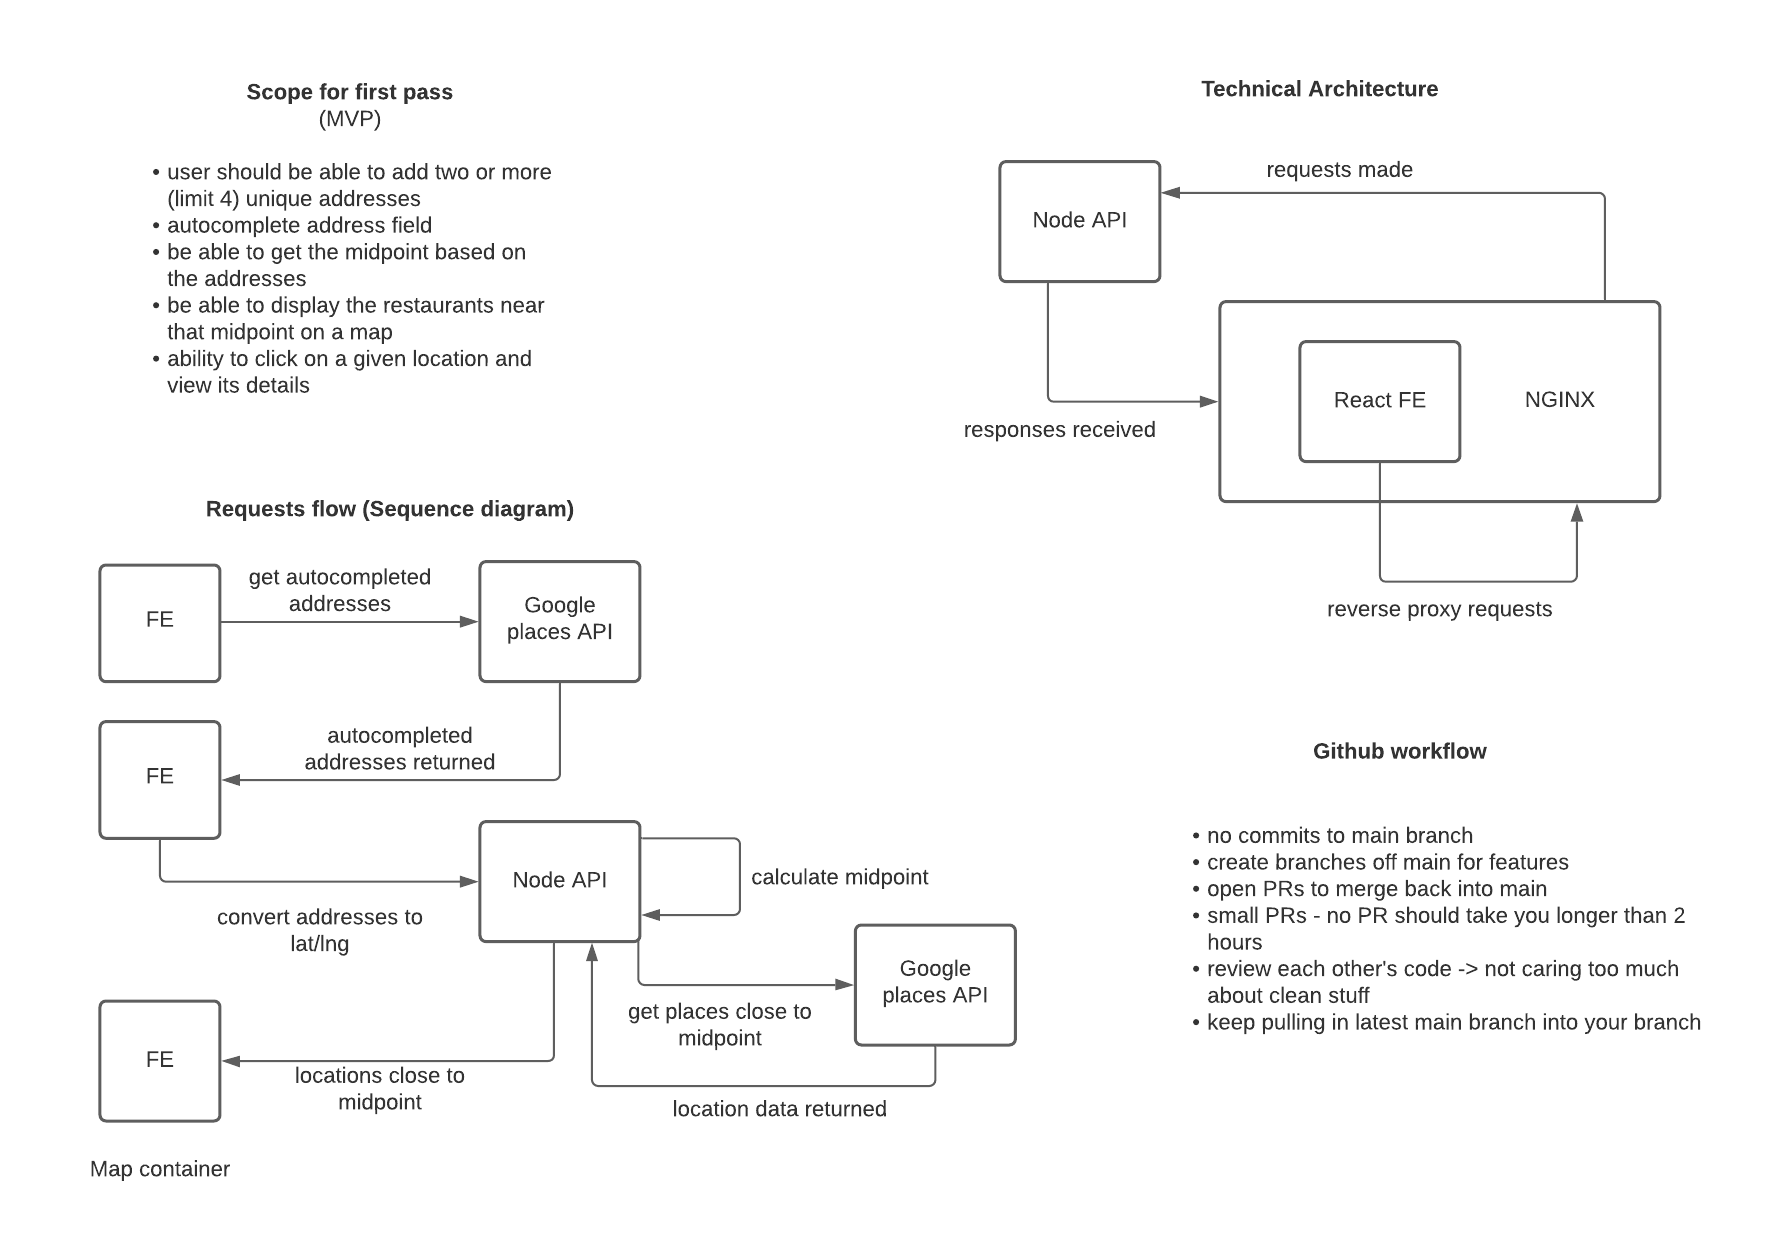 Scope for first pass
(MVP)
• user should be able to add two or more
(limit 4) unique addresses
• autocomplete address field
• be able to get the midpoint based on
the addresses
• be able to display the restaurants near
that midpoint on a map
• ability to click on a given location and
view its details
Technical Architecture
requests made
Node API
React FE
NGINX
responses received
reverse proxy requests
Requests flow (Sequence diagram)
FE
get autocompleted
addresses
Google
places API
FE
autocompleted
addresses returned
Node API
calculate midpoint
convert addresses to
lat/lng
Google
places API
get places close to
midpoint
FE
locations close to
midpoint
location data returned
Map container
Github workflow
• no commits to main branch
• create branches off main for features
• open PRs to merge back into main
• small PRs - no PR should take you longer than 2
hours
• review each other's code -> not caring too much
about clean stuff
• keep pulling in latest main branch into your branch